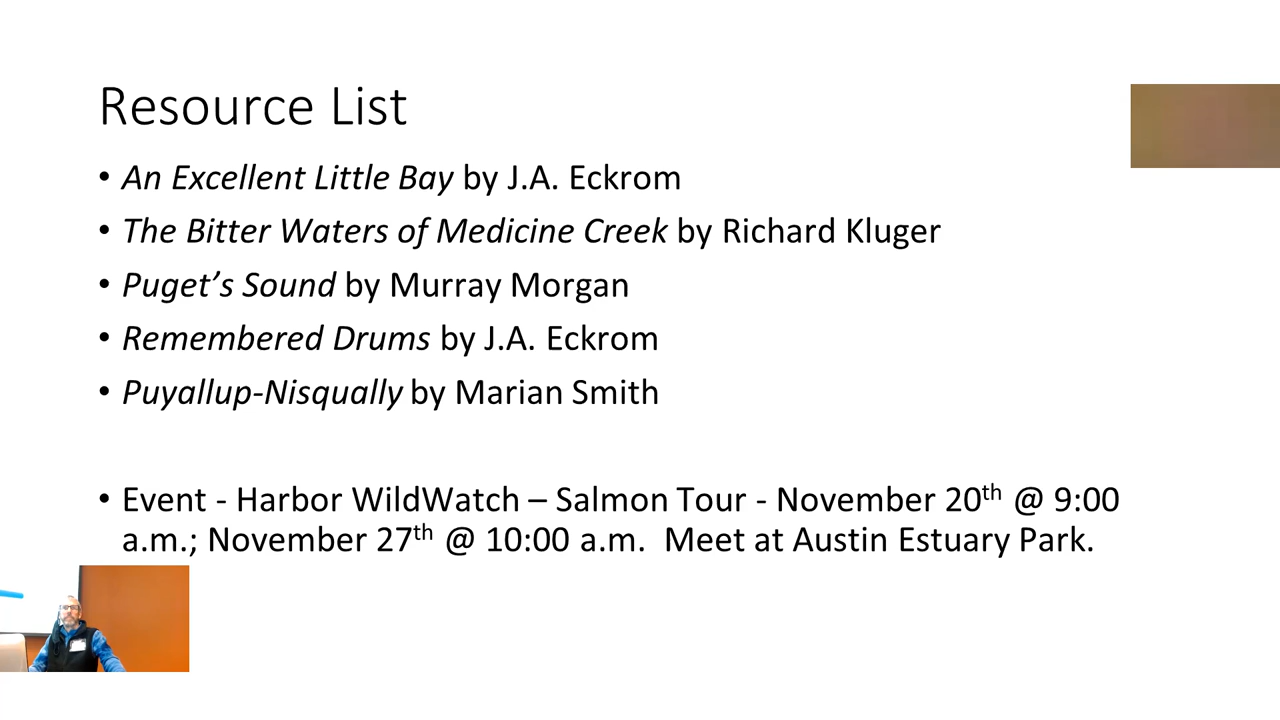 Resource List
• An Excellent Little Bay by J.A. Eckrom
• The Bitter Waters of Medicine Creek by Richard Kluger
• Puget’s Sound by Murray Morgan
• Remembered Drums by J.A. Eckrom
• Puyallup-Nisqually by Marian Smith
• Event - Harbor WildWatch – Salmon Tour - November 20th @ 9:00
a.m.; November 27th @ 10:00 a.m. Meet at Austin Estuary Park.